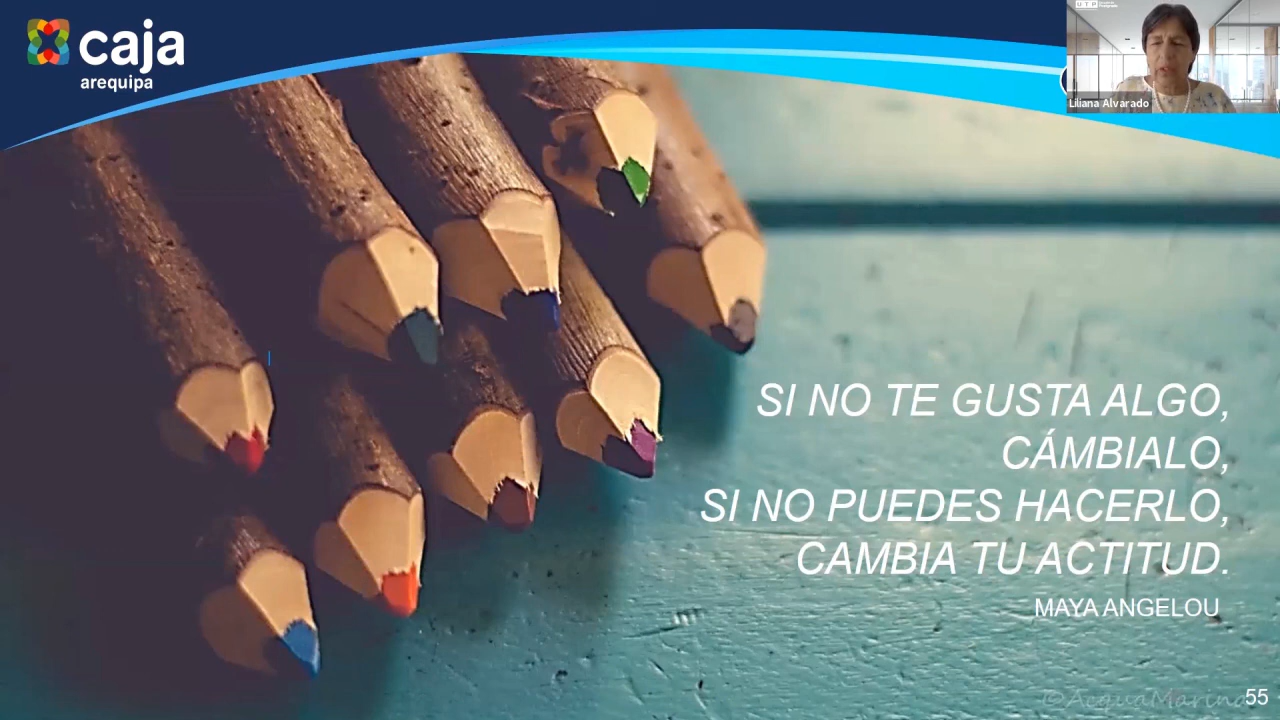 caja
arequipa
UTP
Liliana Alvarado
SI NO TE GUSTA ALGO,
CÁMBIALO,
SI NO PUEDES HACERLO,
CAMBIA TU ACTITUD.
MAYA ANGELOU
©AcquaMarina
55